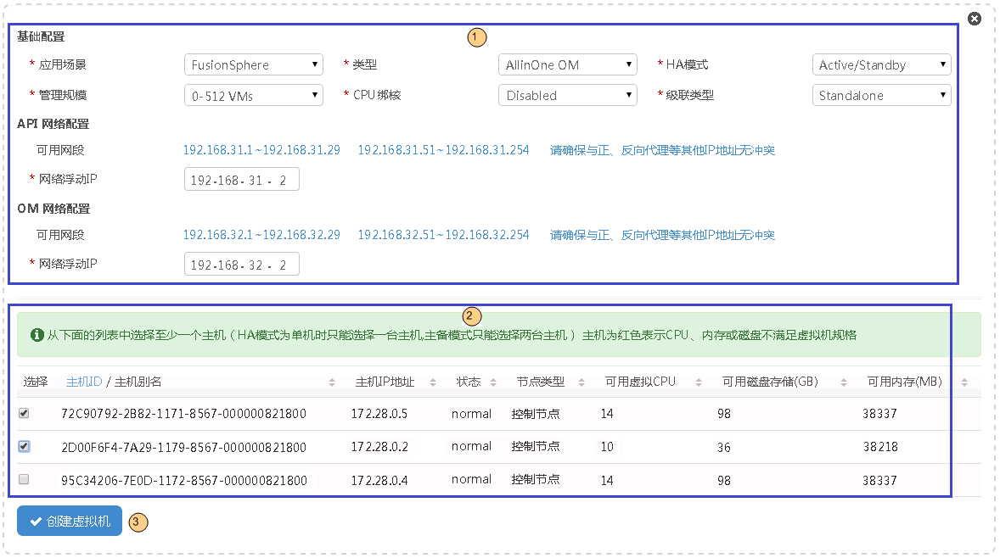 基础配置
1
* 应用场景 FusionSphere * 类型 AllinOne OM * HA模式 Active/Standby
* 管理规模 0-512 VMs * CPU 绑核 Disabled * 级联类型 Standalone
API 网络配置
可用网段 192.168.31.1~192.168.31.29 192.168.31.51~192.168.31.254 请确保与正、反向代理等其他IP地址无冲突
* 网络浮动IP 192-168- 31 - 2
OM 网络配置
可用网段 192.168.32.1~192.168.32.29 192.168.32.51~192.168.32.254 请确保与正、反向代理等其他IP地址无冲突
* 网络浮动IP 192-168- 32 - 2
2
从下面的列表中选择至少一个主机（HA模式为单机时只能选择一台主机,主备模式只能选择两台主机） 主机为红色表示CPU、内存或磁盘不满足虚拟机规格
选择 主机ID / 主机别名 主机IP地址 状态 节点类型 可用虚拟CPU 可用磁盘存储(GB) 可用内存(MB)
72C90792-2B82-1171-8567-000000821800 172.28.0.5 normal 控制节点 14 98 38337
2D00F6F4-7A29-1179-8567-000000821800 172.28.0.2 normal 控制节点 10 36 38218
95C34206-7E0D-1172-8567-000000821800 172.28.0.4 normal 控制节点 14 98 38337
创建虚拟机 3